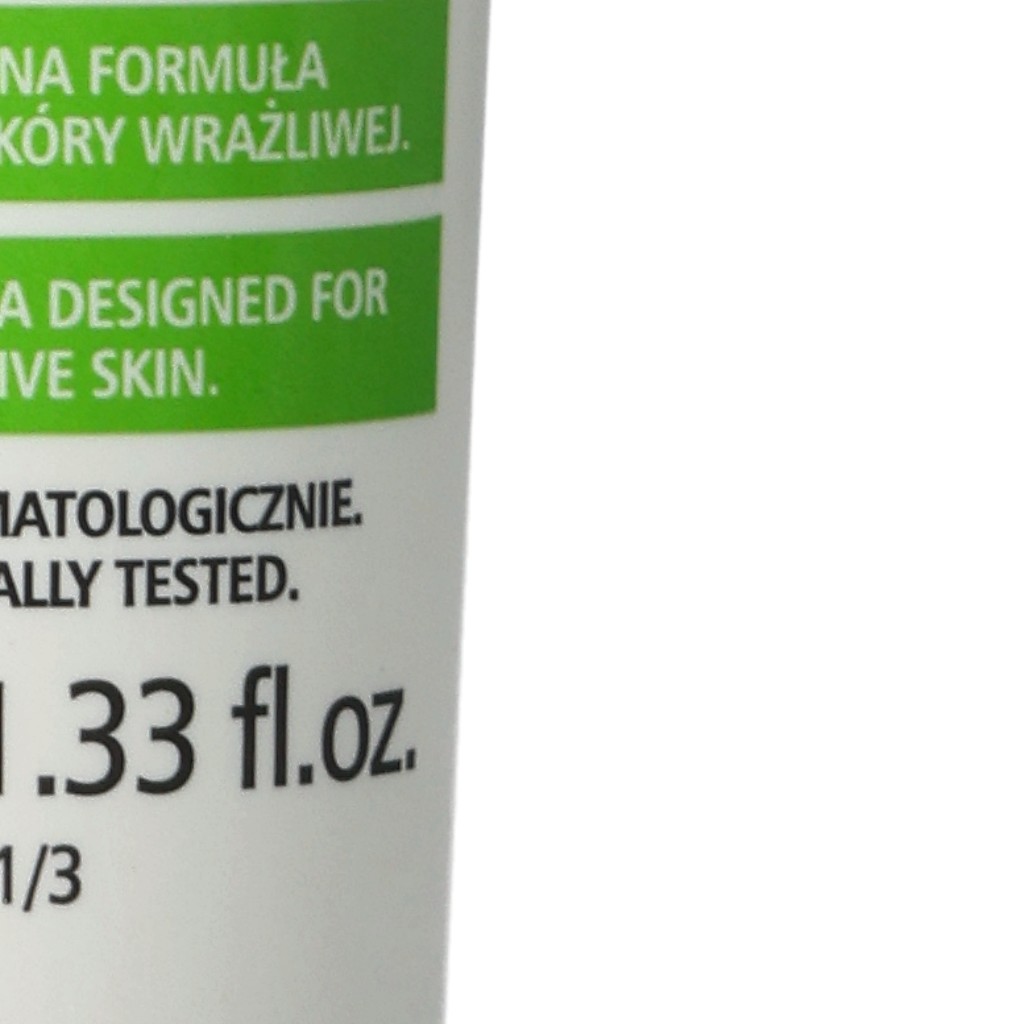 NA FORMUŁA
KÓRY WRAŻLIWEJ.
A DESIGNED FOR
IVE SKIN.
MATOLOGICZNIE.
ALLY TESTED.
1.33 fl.oz.
1/3